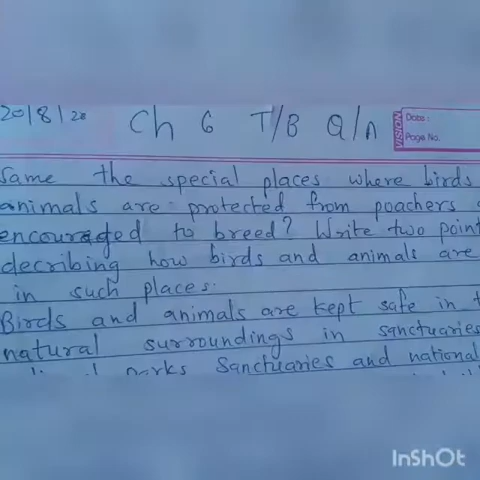 20/8/20 Ch 6 T/B Q/n
VISION Date :
Page No.
Same the special places where birds
animals are protected from poachers
encouraged to breed? Write two point
decribing how birds and animals are
in such places.
Birds and animals are kept safe in
natural surroundings in sanctuaries
parks Sanctuaries and national
InShOt